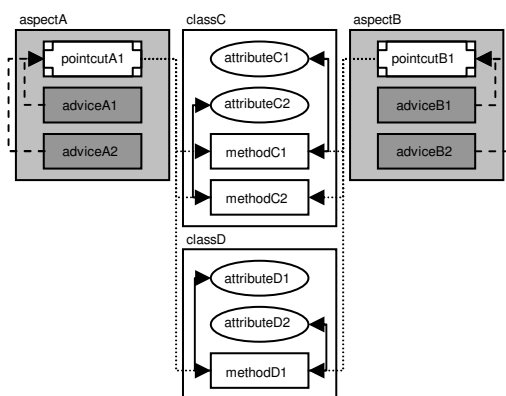 aspectA
classC
aspectB
pointcutA1
attributeC1
pointcutB1
adviceA1
attributeC2
adviceB1
adviceA2
methodC1
adviceB2
methodC2
classD
attributeD1
attributeD2
methodD1